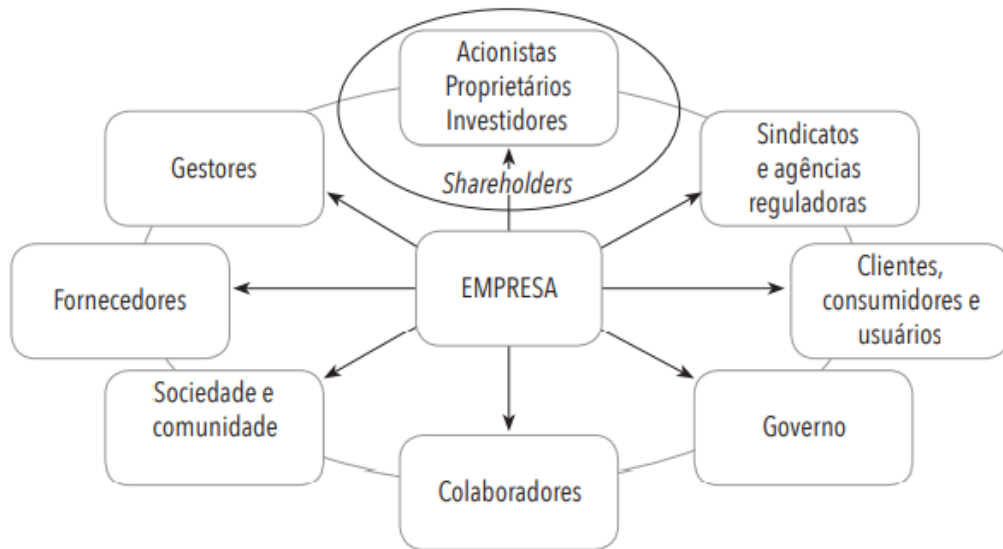 Acionistas
Proprietários
Investidores
Shareholders
Gestores
Sindicatos
e agências
reguladoras
Fornecedores
EMPRESA
Clientes,
consumidores e
usuários
Sociedade e
comunidade
Governo
Colaboradores